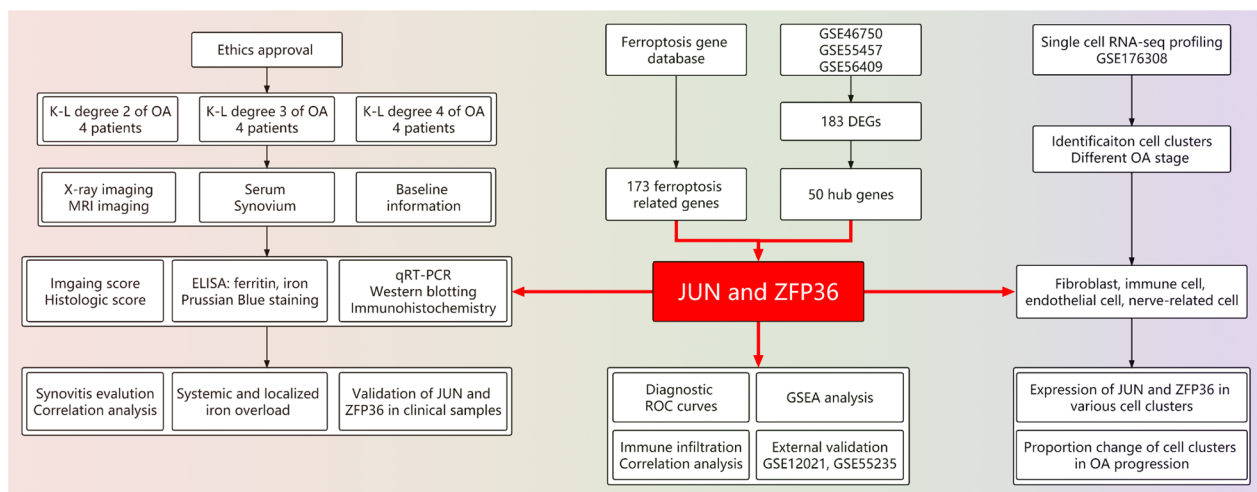 Ethics approval
K-L degree 2 of OA
4 patients
K-L degree 3 of OA
4 patients
K-L degree 4 of OA
4 patients
X-ray imaging
MRI imaging
Serum
Synovium
Baseline
information
Imgaing score
Histologic score
ELISA: ferritin, iron
Prussian Blue staining
qRT-PCR
Western blotting
Immunohistochemistry
Synovitis evalution
Correlation analysis
Systemic and localized
iron overload
Validation of JUN and
ZFP36 in clinical samples
Ferroptosis gene
database
GSE46750
GSE55457
GSE56409
183 DEGs
173 ferroptosis
related genes
50 hub genes
JUN and ZFP36
Diagnostic
ROC curves
GSEA analysis
Immune infiltration
Correlation analysis
External validation
GSE12021, GSE55235
Single cell RNA-seq profiling
GSE176308
Identificaiton cell clusters
Different OA stage
Fibroblast, immune cell,
endothelial cell, nerve-related cell
Expression of JUN and ZFP36 in
various cell clusters
Proportion change of cell clusters
in OA progression